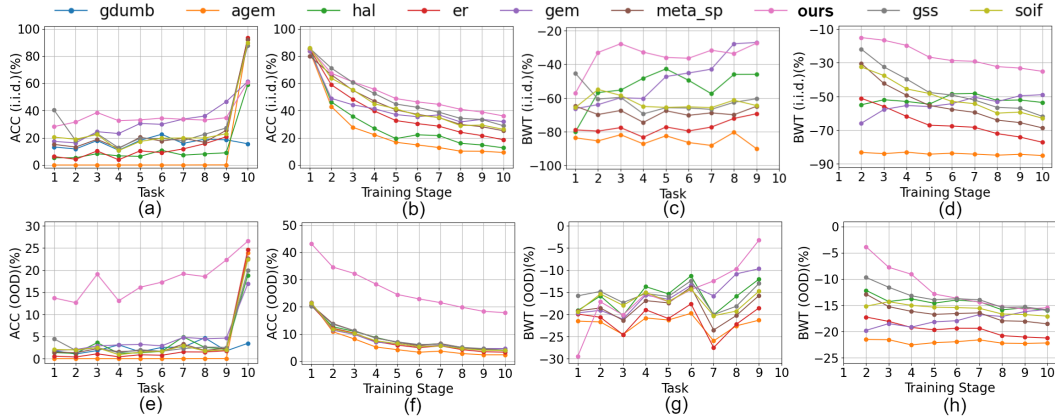 gdumb agem hal er gem meta_sp ours gss soif
100
80
60
40
20
0
ACC (i.i.d.)(%)
1 2 3 4 5 6 7 8 9 10
Task
(a)
100
80
60
40
20
0
ACC (i.i.d.)(%)
1 2 3 4 5 6 7 8 9 10
Training Stage
(b)
−20
−40
−60
−80
−100
BWT (i.i.d.)(%)
1 2 3 4 5 6 7 8 9 10
Task
(c)
−10
−30
−50
−70
−90
BWT (i.i.d.)(%)
1 2 3 4 5 6 7 8 9 10
Training Stage
(d)
30
25
20
15
10
5
0
ACC (OOD)(%)
1 2 3 4 5 6 7 8 9 10
Task
(e)
50
40
30
20
10
0
ACC (OOD)(%)
1 2 3 4 5 6 7 8 9 10
Training Stage
(f)
0
−5
−10
−15
−20
−25
−30
BWT (OOD)(%)
1 2 3 4 5 6 7 8 9 10
Task
(g)
0
−5
−10
−15
−20
−25
BWT (OOD)(%)
1 2 3 4 5 6 7 8 9 10
Training Stage
(h)